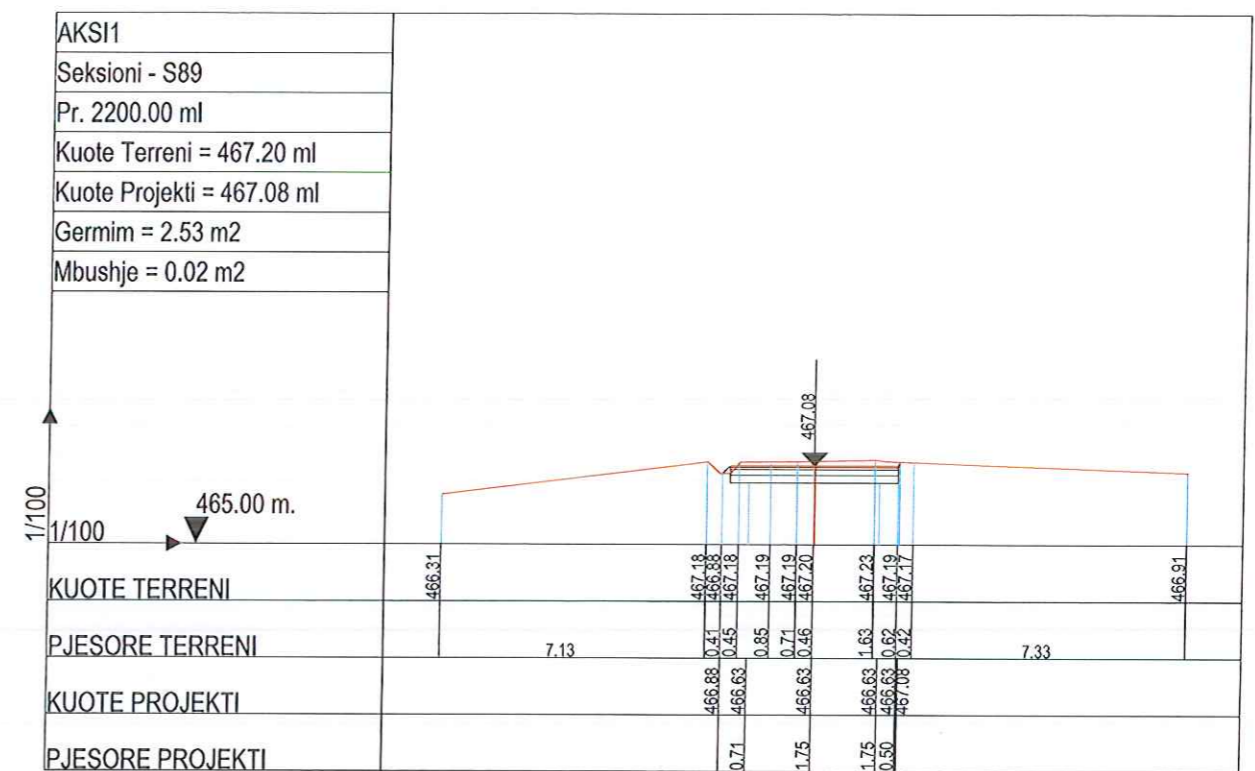 AKSI1
Seksioni - S89
Pr. 2200.00 ml
Kuote Terreni = 467.20 ml
Kuote Projekti = 467.08 ml
Germim = 2.53 m2
Mbushje = 0.02 m2
467.08
1/100
465.00 m.
1/100
KUOTE TERRENI 466.31 467.18 466.88 467.18 467.19 467.19 467.20 467.23 467.19 467.17 466.91
PJESORE TERRENI 7.13 0.41 0.45 0.85 0.71 0.46 1.63 0.62 0.42 7.33
KUOTE PROJEKTI 466.88 466.63 466.63 466.63 466.63 467.08
PJESORE PROJEKTI 0.71 1.75 1.75 0.50